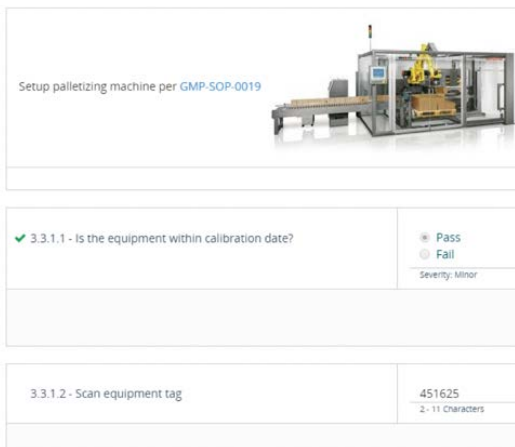 Setup palletizing machine per GMP-SOP-0019
3.3.1.1 - Is the equipment within calibration date?
Pass
Fail
Severity: Minor
3.3.1.2 - Scan equipment tag
451625
2 - 11 Characters